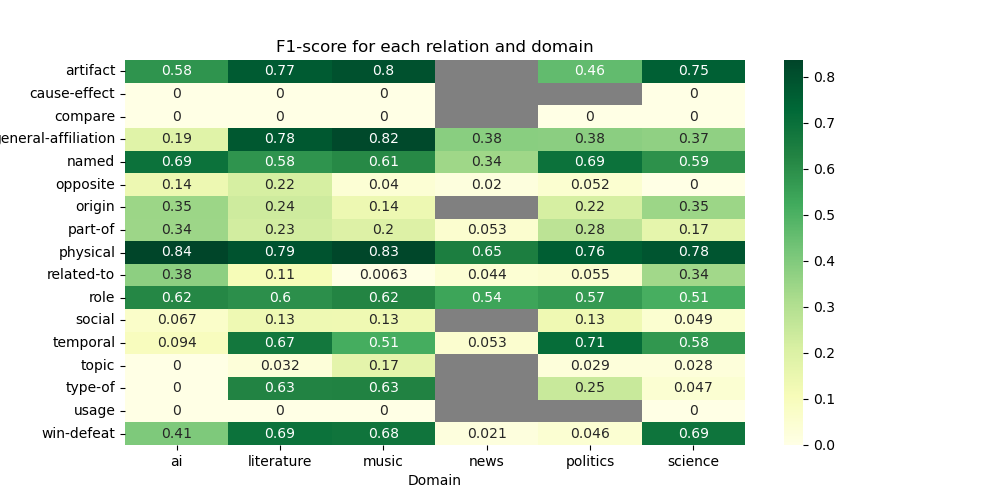 F1-score for each relation and domain
artifact 0.58 0.77 0.8 0.46 0.75
cause-effect 0 0 0 0
compare 0 0 0 0 0
eneral-affiliation 0.19 0.78 0.82 0.38 0.38 0.37
named 0.69 0.58 0.61 0.34 0.69 0.59
opposite 0.14 0.22 0.04 0.02 0.052 0
origin 0.35 0.24 0.14 0.22 0.35
part-of 0.34 0.23 0.2 0.053 0.28 0.17
physical 0.84 0.79 0.83 0.65 0.76 0.78
related-to 0.38 0.11 0.0063 0.044 0.055 0.34
role 0.62 0.6 0.62 0.54 0.57 0.51
social 0.067 0.13 0.13 0.13 0.049
temporal 0.094 0.67 0.51 0.053 0.71 0.58
topic 0 0.032 0.17 0.029 0.028
type-of 0 0.63 0.63 0.25 0.047
usage 0 0 0 0
win-defeat 0.41 0.69 0.68 0.021 0.046 0.69
ai literature music news politics science
Domain
0.8
0.7
0.6
0.5
0.4
0.3
0.2
0.1
0.0